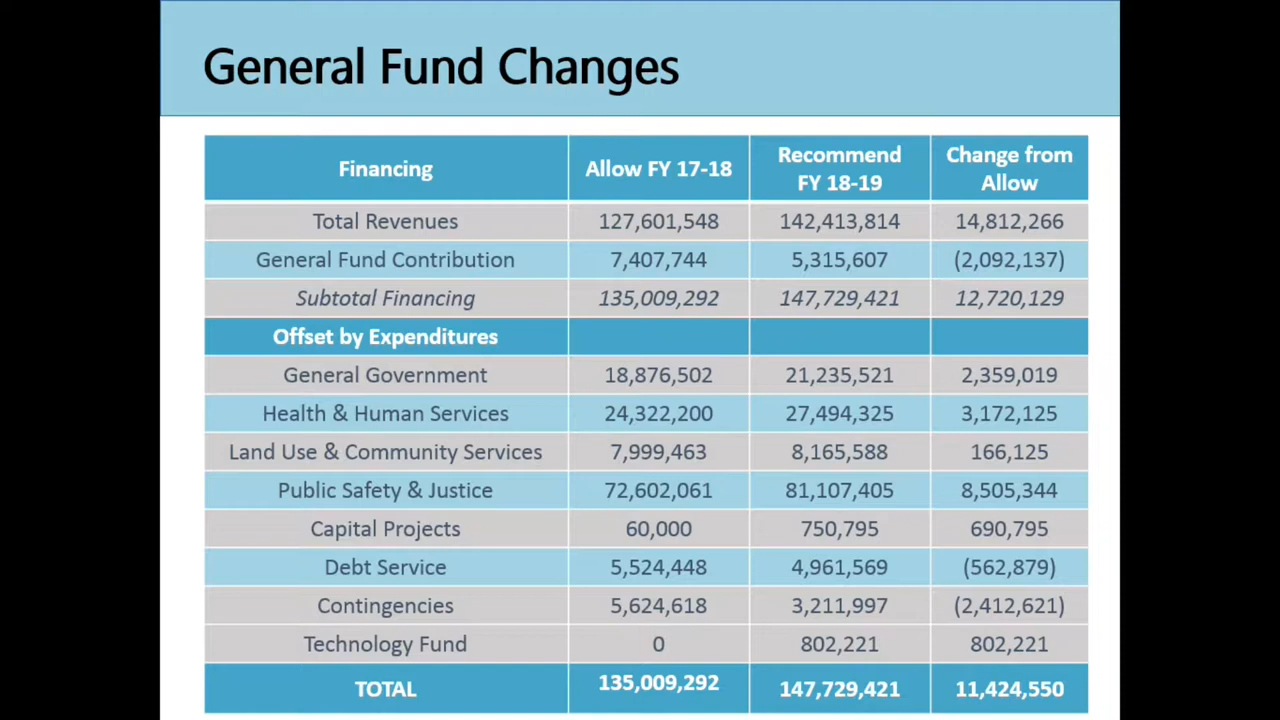 General Fund Changes
Financing Allow FY 17-18 Recommend FY 18-19 Change from Allow
Total Revenues 127,601,548 142,413,814 14,812,266
General Fund Contribution 7,407,744 5,315,607 (2,092,137)
Subtotal Financing 135,009,292 147,729,421 12,720,129
Offset by Expenditures
General Government 18,876,502 21,235,521 2,359,019
Health & Human Services 24,322,200 27,494,325 3,172,125
Land Use & Community Services 7,999,463 8,165,588 166,125
Public Safety & Justice 72,602,061 81,107,405 8,505,344
Capital Projects 60,000 750,795 690,795
Debt Service 5,524,448 4,961,569 (562,879)
Contingencies 5,624,618 3,211,997 (2,412,621)
Technology Fund 0 802,221 802,221
TOTAL 135,009,292 147,729,421 11,424,550